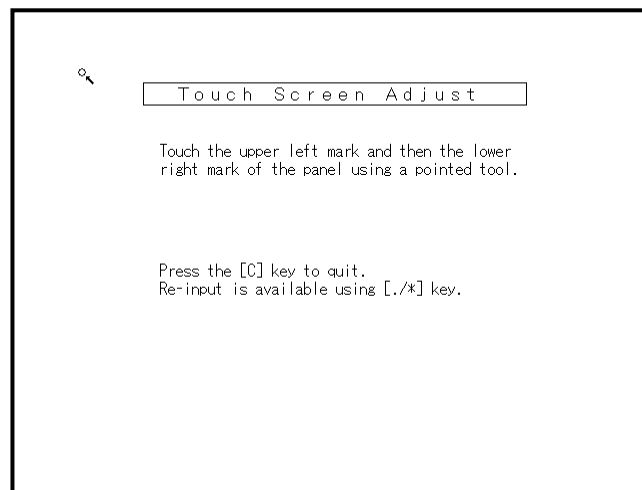 Touch Screen Adjust
Touch the upper left mark and then the lower
right mark of the panel using a pointed tool.
Press the [C] key to quit.
Re-input is available using [./*] key.